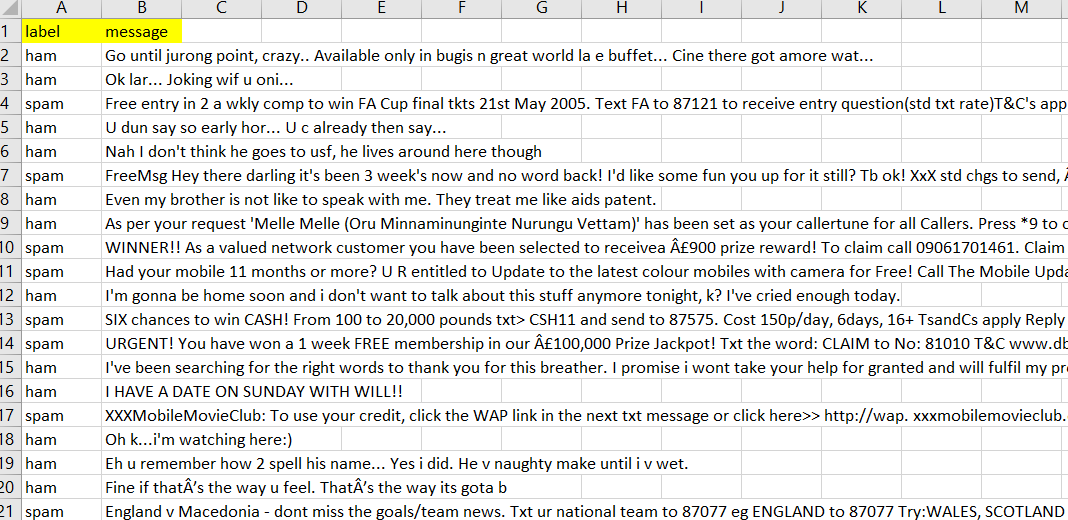 A B C D E F G H I J K L M
1 label message
2 ham Go until jurong point, crazy.. Available only in bugis n great world la e buffet... Cine there got amore wat...
3 ham Ok lar... Joking wif u oni...
4 spam Free entry in 2 a wkly comp to win FA Cup final tkts 21st May 2005. Text FA to 87121 to receive entry question(std txt rate)T&C's app
5 ham U dun say so early hor... U c already then say...
6 ham Nah I don't think he goes to usf, he lives around here though
7 spam FreeMsg Hey there darling it's been 3 week's now and no word back! I'd like some fun you up for it still? Tb ok! XxX std chgs to send,
8 ham Even my brother is not like to speak with me. They treat me like aids patent.
9 ham As per your request 'Melle Melle (Oru Minnaminunginte Nurungu Vettam)' has been set as your callertune for all Callers. Press *9 to c
10 spam WINNER!! As a valued network customer you have been selected to receivea Â£900 prize reward! To claim call 09061701461. Claim
11 spam Had your mobile 11 months or more? U R entitled to Update to the latest colour mobiles with camera for Free! Call The Mobile Upda
12 ham I'm gonna be home soon and i don't want to talk about this stuff anymore tonight, k? I've cried enough today.
13 spam SIX chances to win CASH! From 100 to 20,000 pounds txt> CSH11 and send to 87575. Cost 150p/day, 6days, 16+ TsandCs apply Reply
14 spam URGENT! You have won a 1 week FREE membership in our Â£100,000 Prize Jackpot! Txt the word: CLAIM to No: 81010 T&C www.db
15 ham I've been searching for the right words to thank you for this breather. I promise i wont take your help for granted and will fulfil my pr
16 ham I HAVE A DATE ON SUNDAY WITH WILL!!
17 spam XXXMobileMovieClub: To use your credit, click the WAP link in the next txt message or click here>> http://wap. xxxmobilemovieclub.
18 ham Oh k...i'm watching here:)
19 ham Eh u remember how 2 spell his name... Yes i did. He v naughty make until i v wet.
20 ham Fine if thatÂ’s the way u feel. ThatÂ’s the way its gota b
21 spam England v Macedonia - dont miss the goals/team news. Txt ur national team to 87077 eg ENGLAND to 87077 Try:WALES, SCOTLAND